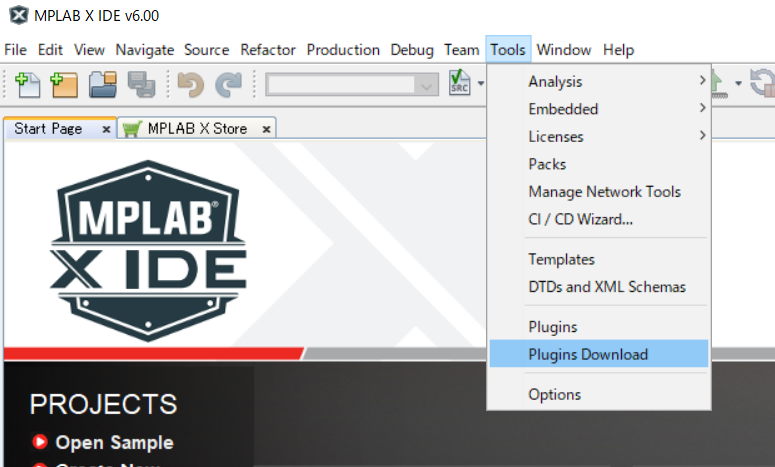 MPLAB X IDE v6.00
File Edit View Navigate Source Refactor Production Debug Team Tools Window Help
SRC
Start Page
MPLAB X Store
Analysis
Embedded
Licenses
Packs
Manage Network Tools
CI / CD Wizard...
Templates
DTDs and XML Schemas
Plugins
Plugins Download
Options
MPLAB®
X IDE
PROJECTS
Open Sample